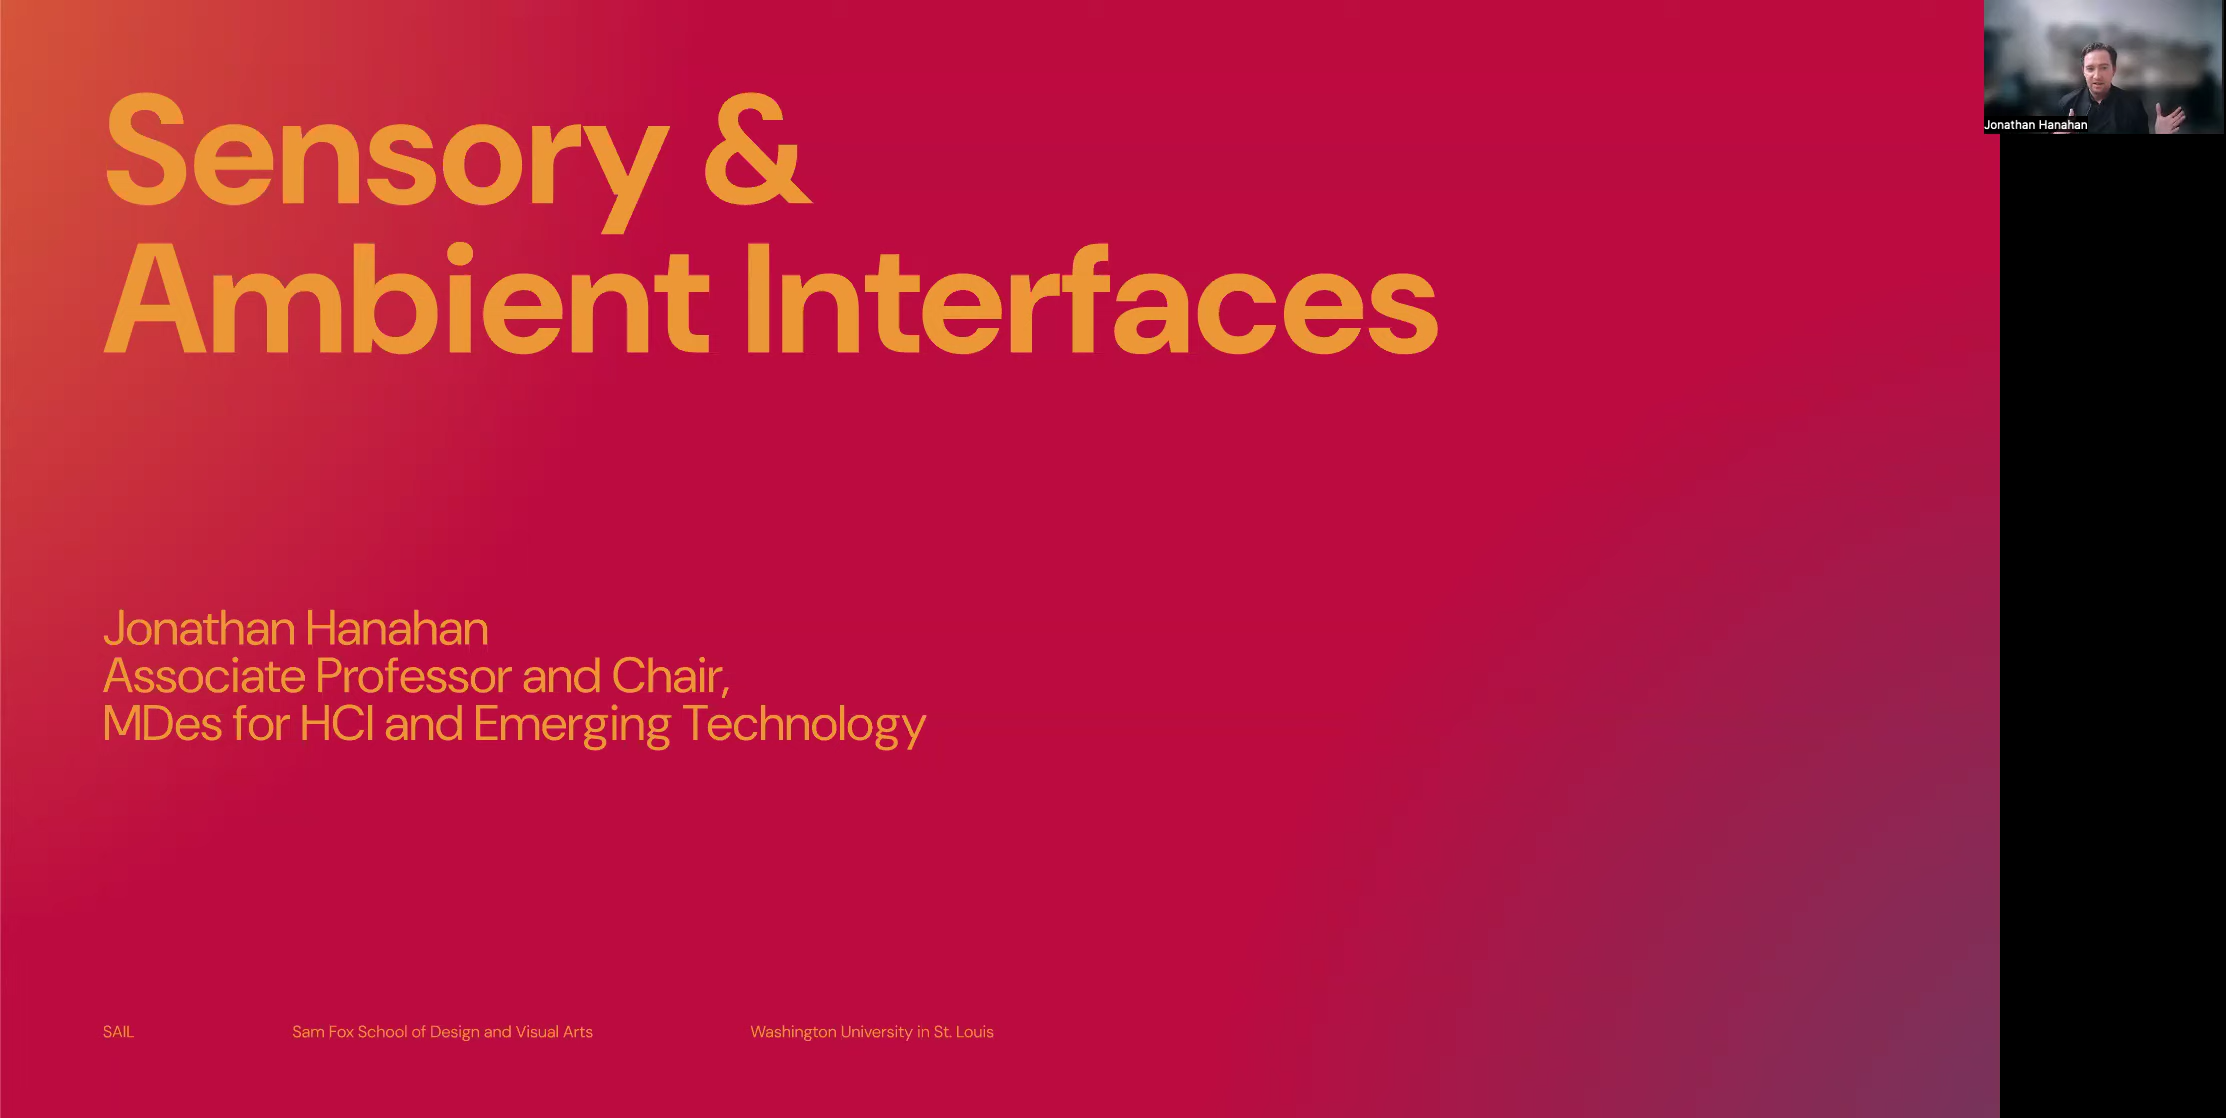 Sensory &
Ambient Interfaces
Jonathan Hanahan
Jonathan Hanahan
Associate Professor and Chair,
MDes for HCI and Emerging Technology
SAIL
Sam Fox School of Design and Visual Arts
Washington University in St. Louis